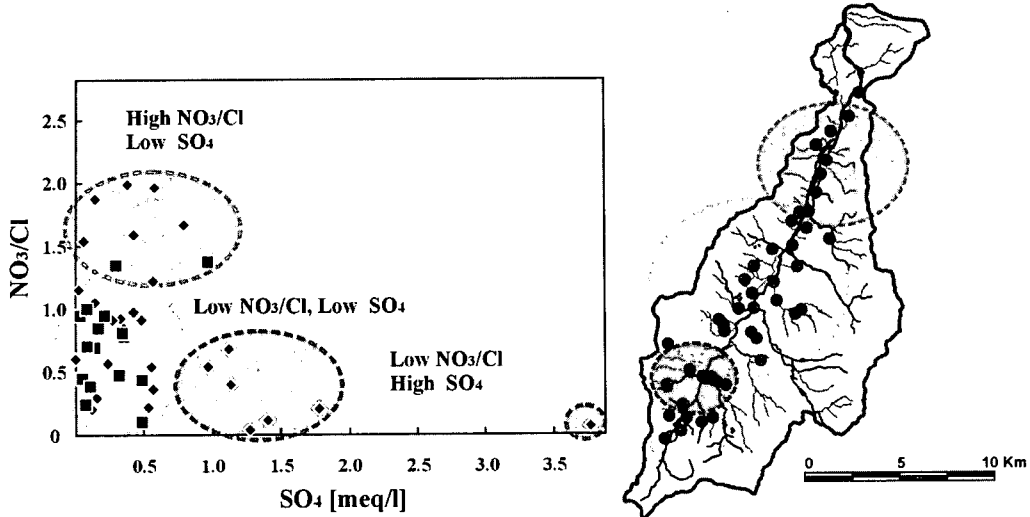 High NO₃/Cl
Low SO₄
Low NO₃/Cl, Low SO₄
Low NO₃/Cl
High SO₄
NO₃/Cl
2.5
2.0
1.5
1.0
0.5
0
0.5
1.0
1.5
2.0
2.5
3.0
3.5
SO₄ [meq/l]
0 5 10 Km